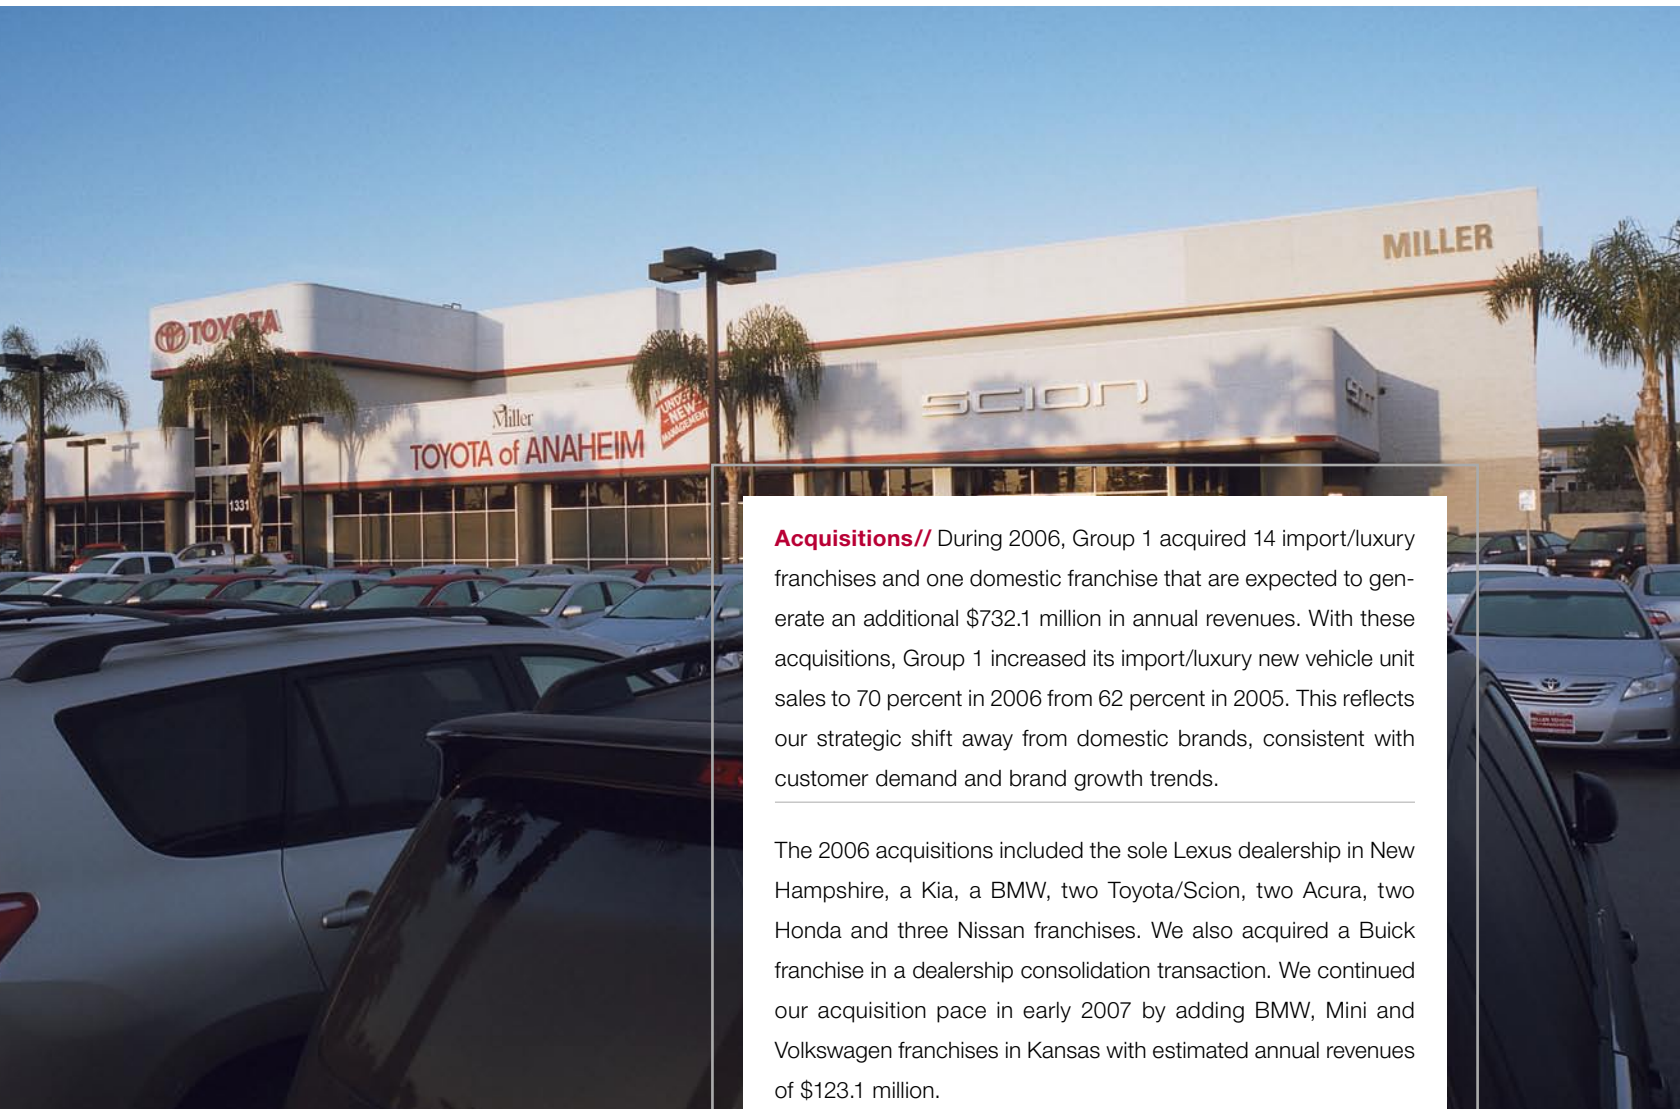 MILLER
TOYOTA
Miller
TOYOTA of ANAHEIM
UNDER
NEW
MANAGEMENT
SCION
1331
Acquisitions// During 2006, Group 1 acquired 14 import/luxury
franchises and one domestic franchise that are expected to gen-
erate an additional $732.1 million in annual revenues. With these
acquisitions, Group 1 increased its import/luxury new vehicle unit
sales to 70 percent in 2006 from 62 percent in 2005. This reflects
our strategic shift away from domestic brands, consistent with
customer demand and brand growth trends.
The 2006 acquisitions included the sole Lexus dealership in New
Hampshire, a Kia, a BMW, two Toyota/Scion, two Acura, two
Honda and three Nissan franchises. We also acquired a Buick
franchise in a dealership consolidation transaction. We continued
our acquisition pace in early 2007 by adding BMW, Mini and
Volkswagen franchises in Kansas with estimated annual revenues
of $123.1 million.